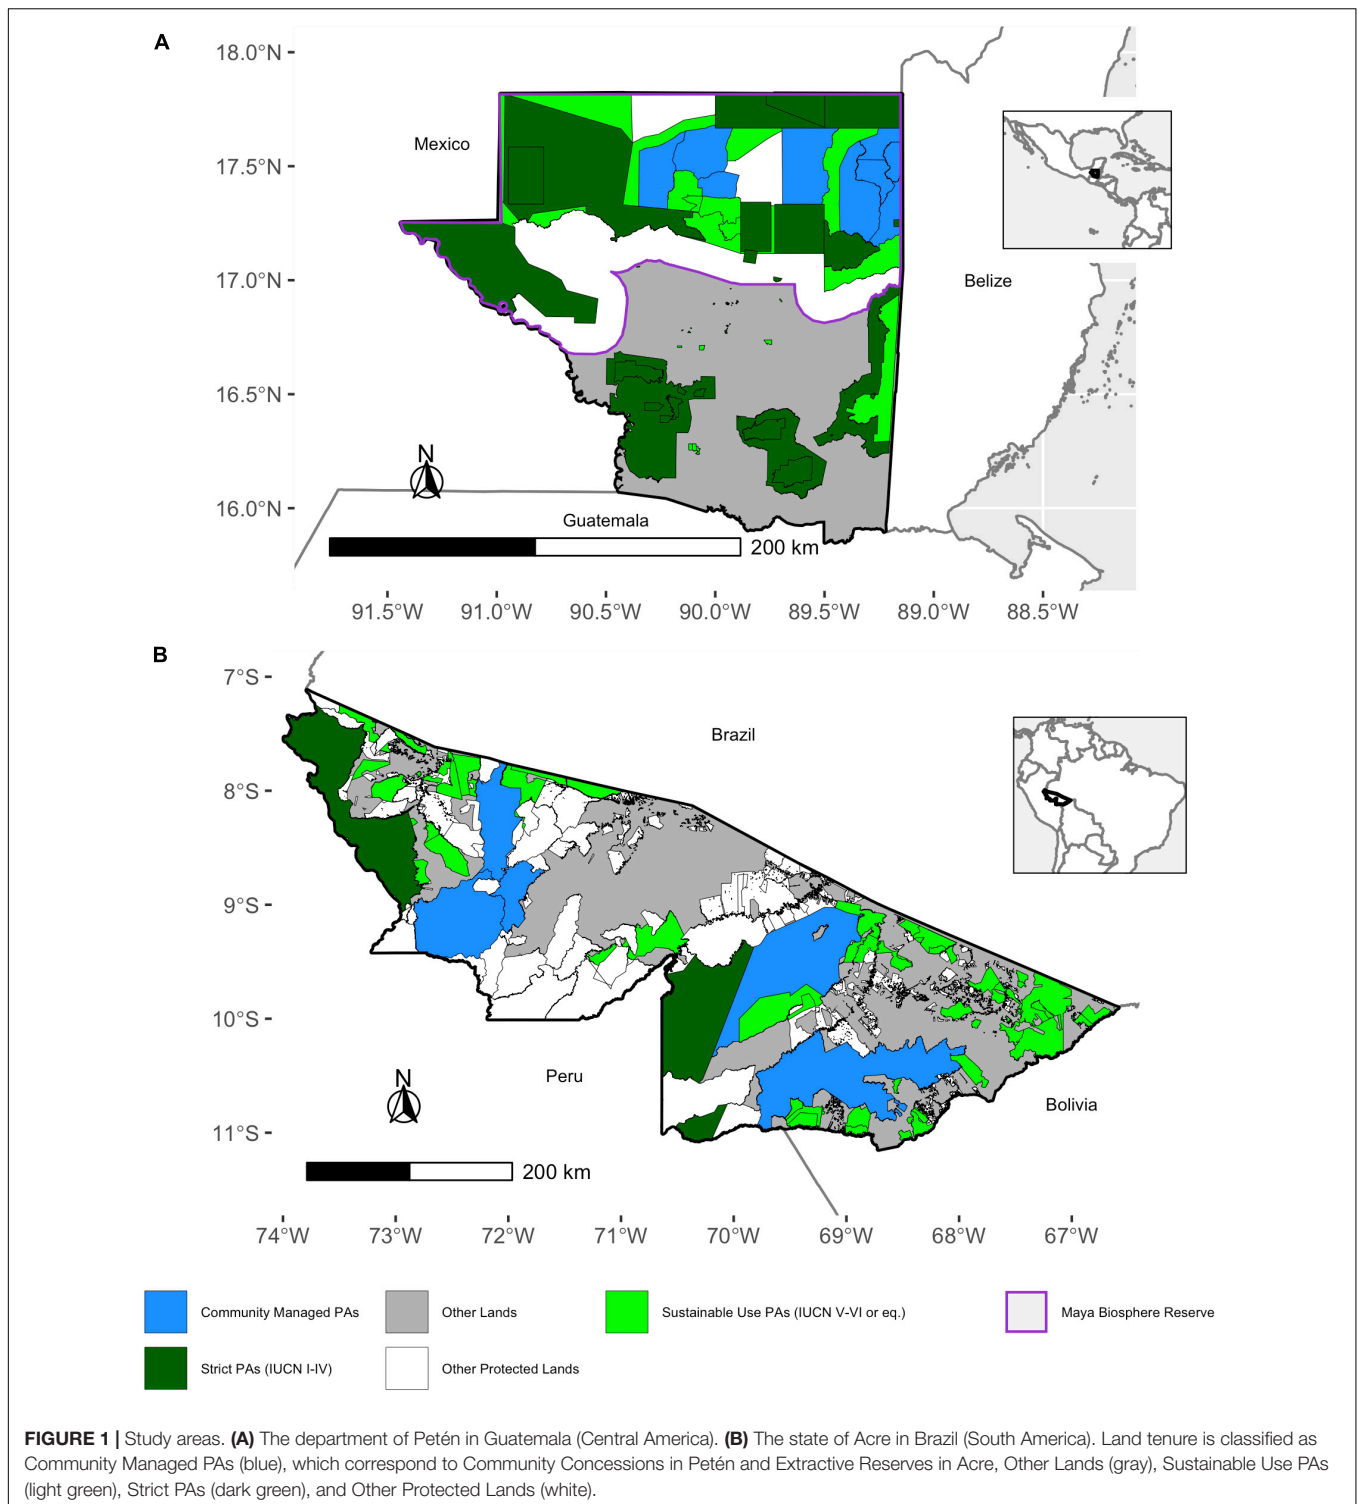 A
18.0°N
17.5°N
17.0°N
16.5°N
16.0°N
Mexico
Belize
N
Guatemala
200 km
91.5°W 91.0°W 90.5°W 90.0°W 89.5°W 89.0°W 88.5°W
B
7°S
8°S
9°S
10°S
11°S
Brazil
Peru
Bolivia
N
200 km
74°W 73°W 72°W 71°W 70°W 69°W 68°W 67°W
Community Managed PAs
Other Lands
Sustainable Use PAs (IUCN V-VI or eq.)
Maya Biosphere Reserve
Strict PAs (IUCN I-IV)
Other Protected Lands
FIGURE 1 | Study areas. (A) The department of Petén in Guatemala (Central America). (B) The state of Acre in Brazil (South America). Land tenure is classified as
Community Managed PAs (blue), which correspond to Community Concessions in Petén and Extractive Reserves in Acre, Other Lands (gray), Sustainable Use PAs
(light green), Strict PAs (dark green), and Other Protected Lands (white).